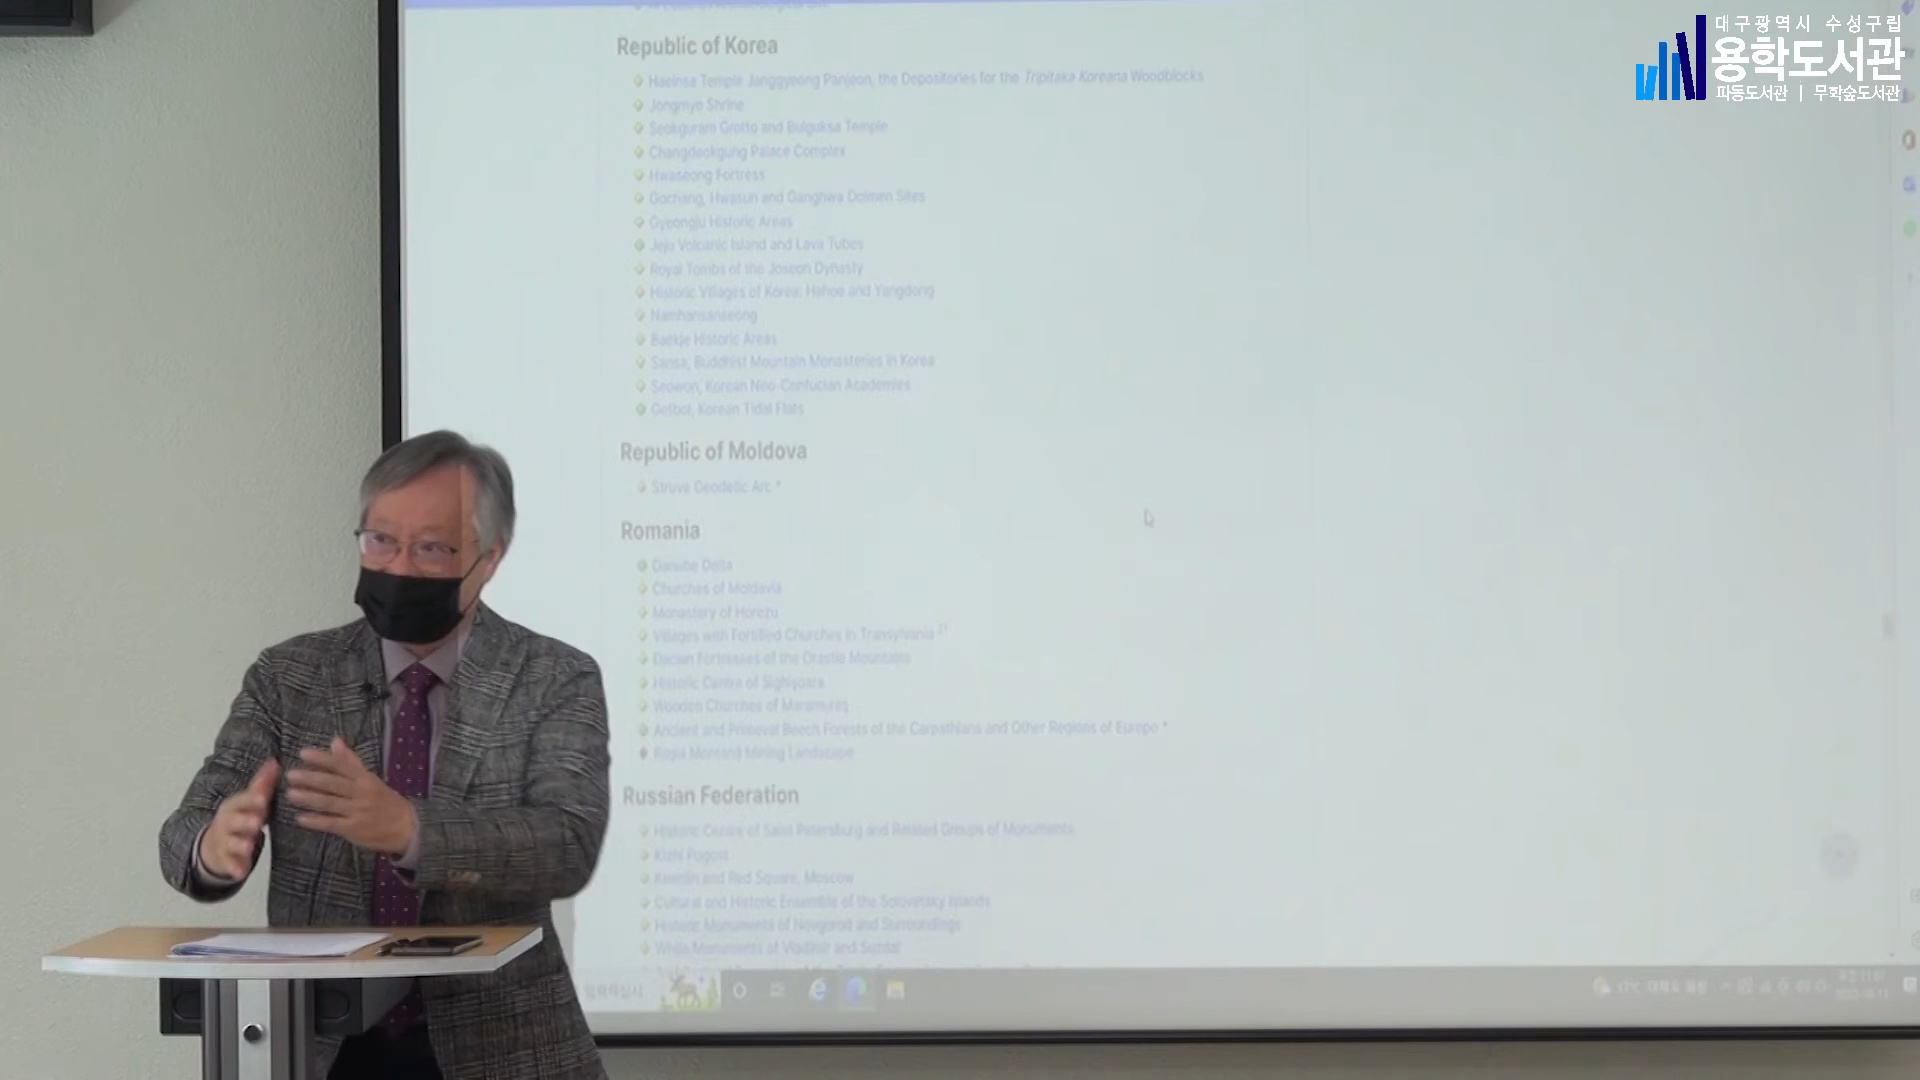 대구광역시 수성구립
용학도서관
파동도서관 | 무학숲도서관
Republic of Korea
Haeinsa Temple Janggyeong Panjeon, the Depositories for the Tripitaka Koreana Woodblocks
Jongmyo Shrine
Seokguram Grotto and Bulguksa Temple
Changdeokgung Palace Complex
Hwaseong Fortress
Gochang, Hwasun and Ganghwa Dolmen Sites
Gyeongju Historic Areas
Jeju Volcanic Island and Lava Tubes
Royal Tombs of the Joseon Dynasty
Historic Villages of Korea: Hahoe and Yangdong
Namhansanseong
Baekje Historic Areas
Sansa, Buddhist Mountain Monasteries in Korea
Seowon, Korean Neo-Confucian Academies
Getbol, Korean Tidal Flats
Republic of Moldova
Struve Geodetic Arc *
Romania
Danube Delta
Churches of Moldavia
Monastery of Horezu
Villages with Fortified Churches in Transylvania
Dacian Fortresses of the Orastie Mountains
Historic Centre of Sighişoara
Wooden Churches of Maramureş
Ancient and Primeval Beech Forests of the Carpathians and Other Regions of Europe *
Roşia Montană Mining Landscape
Russian Federation
Historic Centre of Saint Petersburg and Related Groups of Monuments
Kizhi Pogost
Kremlin and Red Square, Moscow
Cultural and Historic Ensemble of the Solovetsky Islands
Historic Monuments of Novgorod and Surroundings
White Monuments of Vladimir and Suzdal